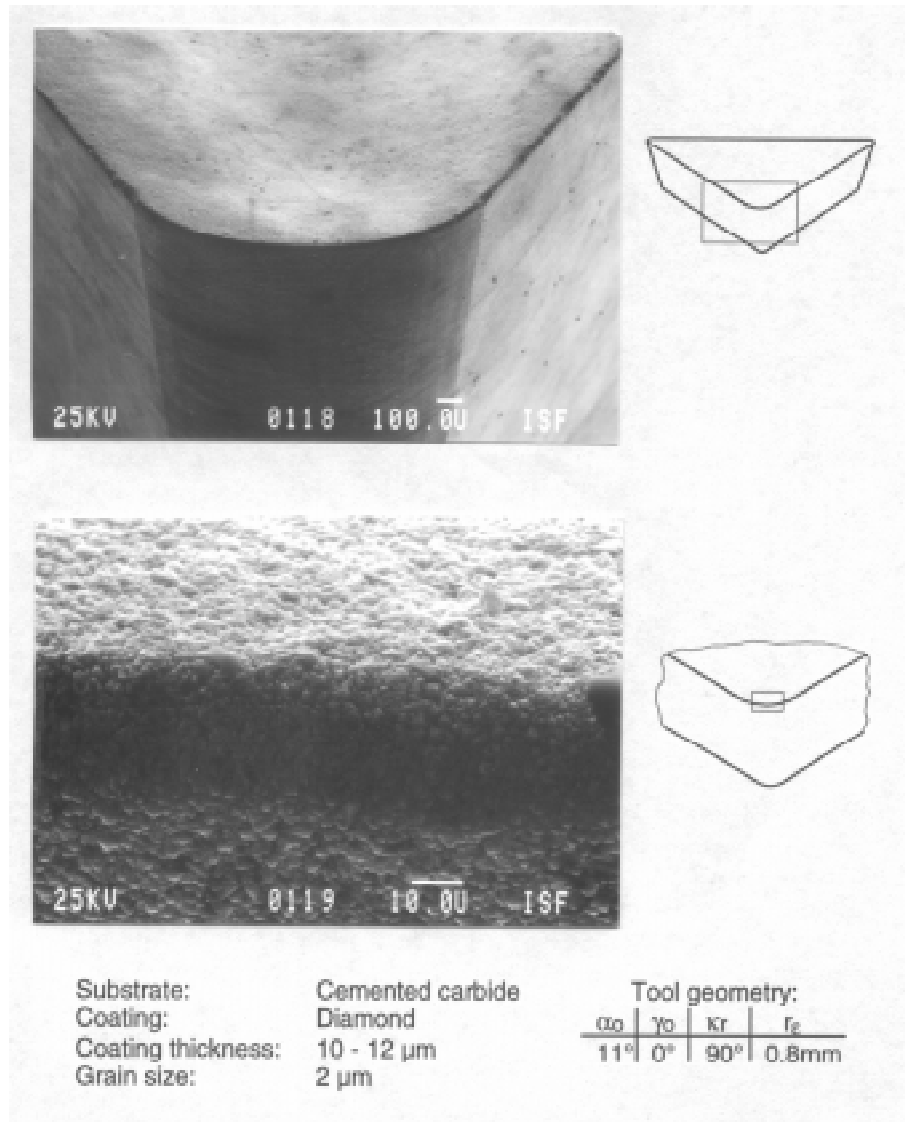 25KV 0118 100.0U ISF
25KV 0119 10.0U ISF
Substrate: Cemented carbide
Coating: Diamond
Coating thickness: 10 - 12 µm
Grain size: 2 µm
Tool geometry:
αo γo κr rε
11° 0° 90° 0.8mm